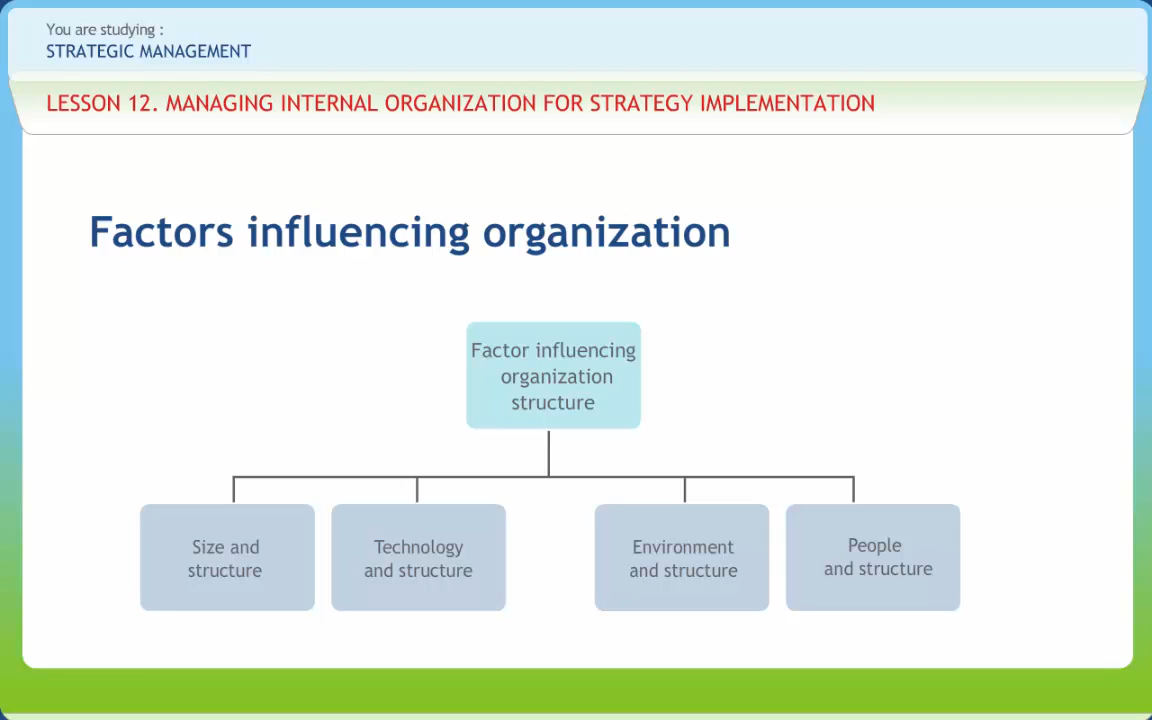 You are studying :
STRATEGIC MANAGEMENT
LESSON 12. MANAGING INTERNAL ORGANIZATION FOR STRATEGY IMPLEMENTATION
Factors influencing organization
Factor influencing
organization
structure
Size and
structure
Technology
and structure
Environment
and structure
People
and structure